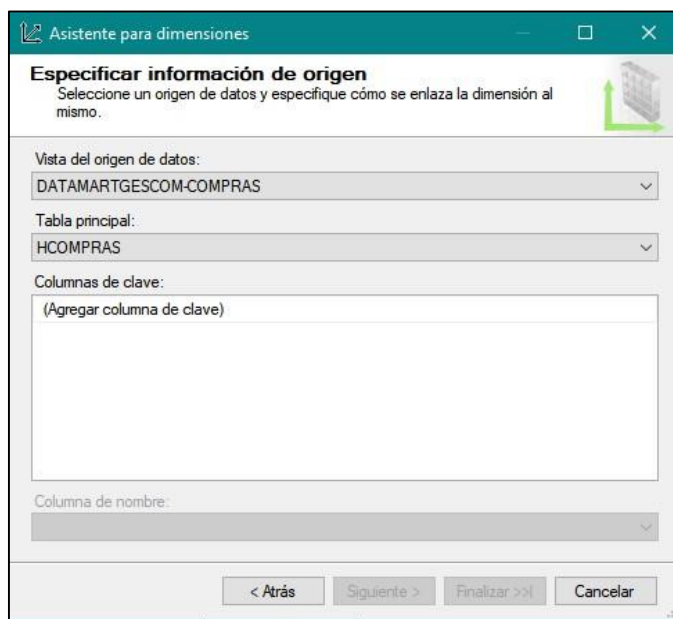 Asistente para dimensiones
Especificar información de origen
Seleccione un origen de datos y especifique cómo se enlaza la dimensión al
mismo.
Vista del origen de datos:
DATAMARTGESCOM-COMPRAS
Tabla principal:
HCOMPRAS
Columnas de clave:
(Agregar columna de clave)
Columna de nombre:
< Atrás
Siguiente >
Finalizar >>|
Cancelar